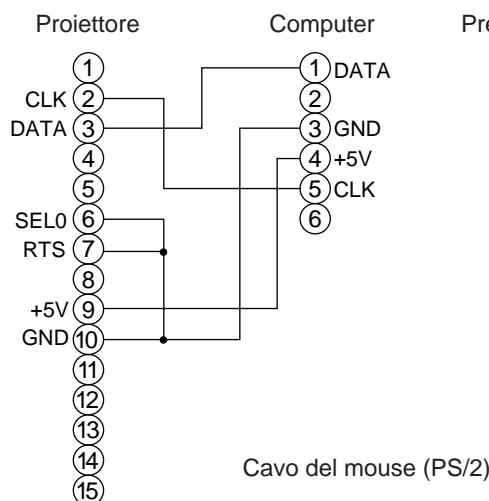 Proiettore Computer Pre
1 1 DATA
CLK 2 2
DATA 3 3 GND
4 4 +5V
5 5 CLK
SEL0 6 6
RTS 7
8
+5V 9
GND 10
11
12
13
14
Cavo del mouse (PS/2)
15